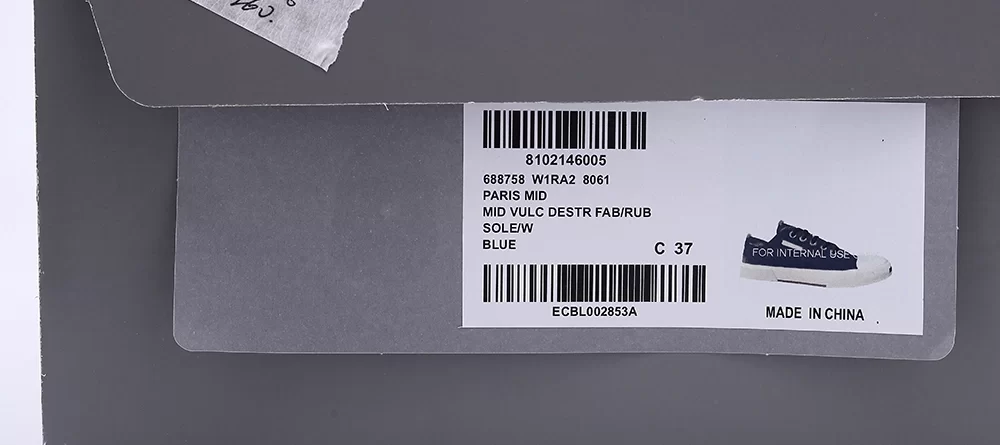 8102146005
688758 W1RA2 8061
PARIS MID
MID VULC DESTR FAB/RUB
SOLE/W
BLUE
C 37
FOR INTERNAL USE
ECBL002853A
MADE IN CHINA